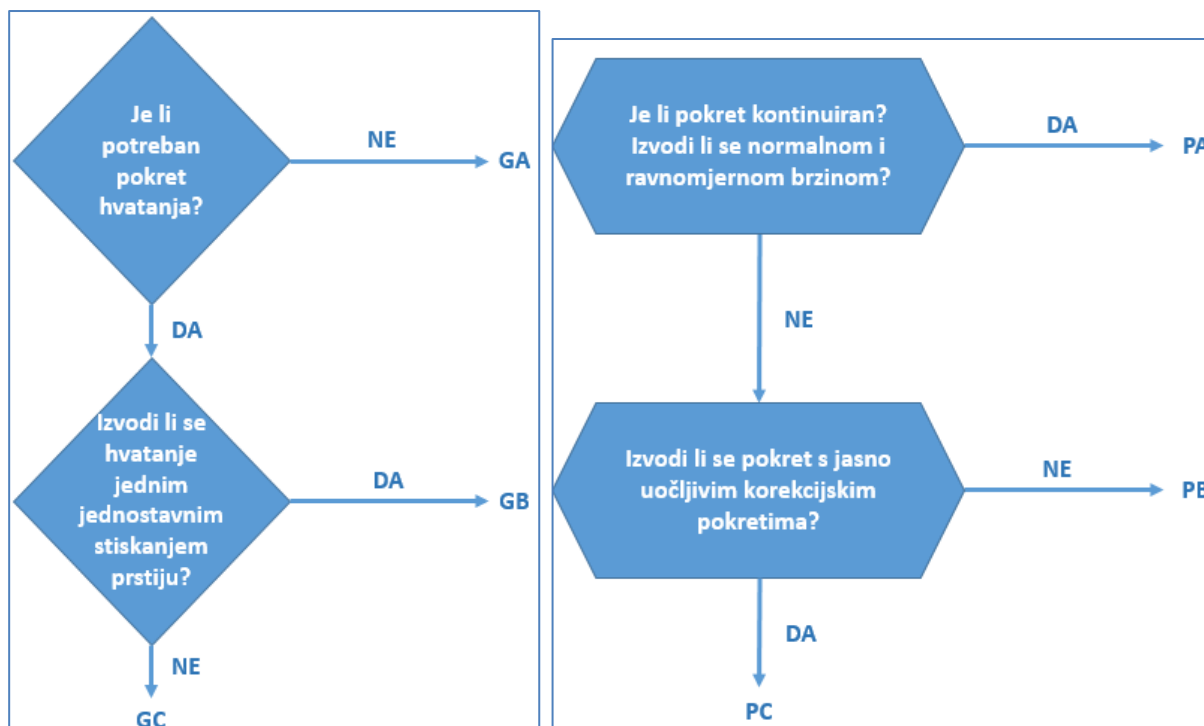 Je li
potreban
pokret
hvatanja?
NE
GA
DA
Izvodi li se
hvatanje
jednim
jednostavnim
stiskanjem
prstiju?
DA
GB
NE
GC
Je li pokret kontinuiran?
Izvodi li se normalnom i
ravnomjernom brzinom?
DA
PA
NE
Izvodi li se pokret s jasno
uočljivim korekcijskim
pokretima?
NE
PB
DA
PC